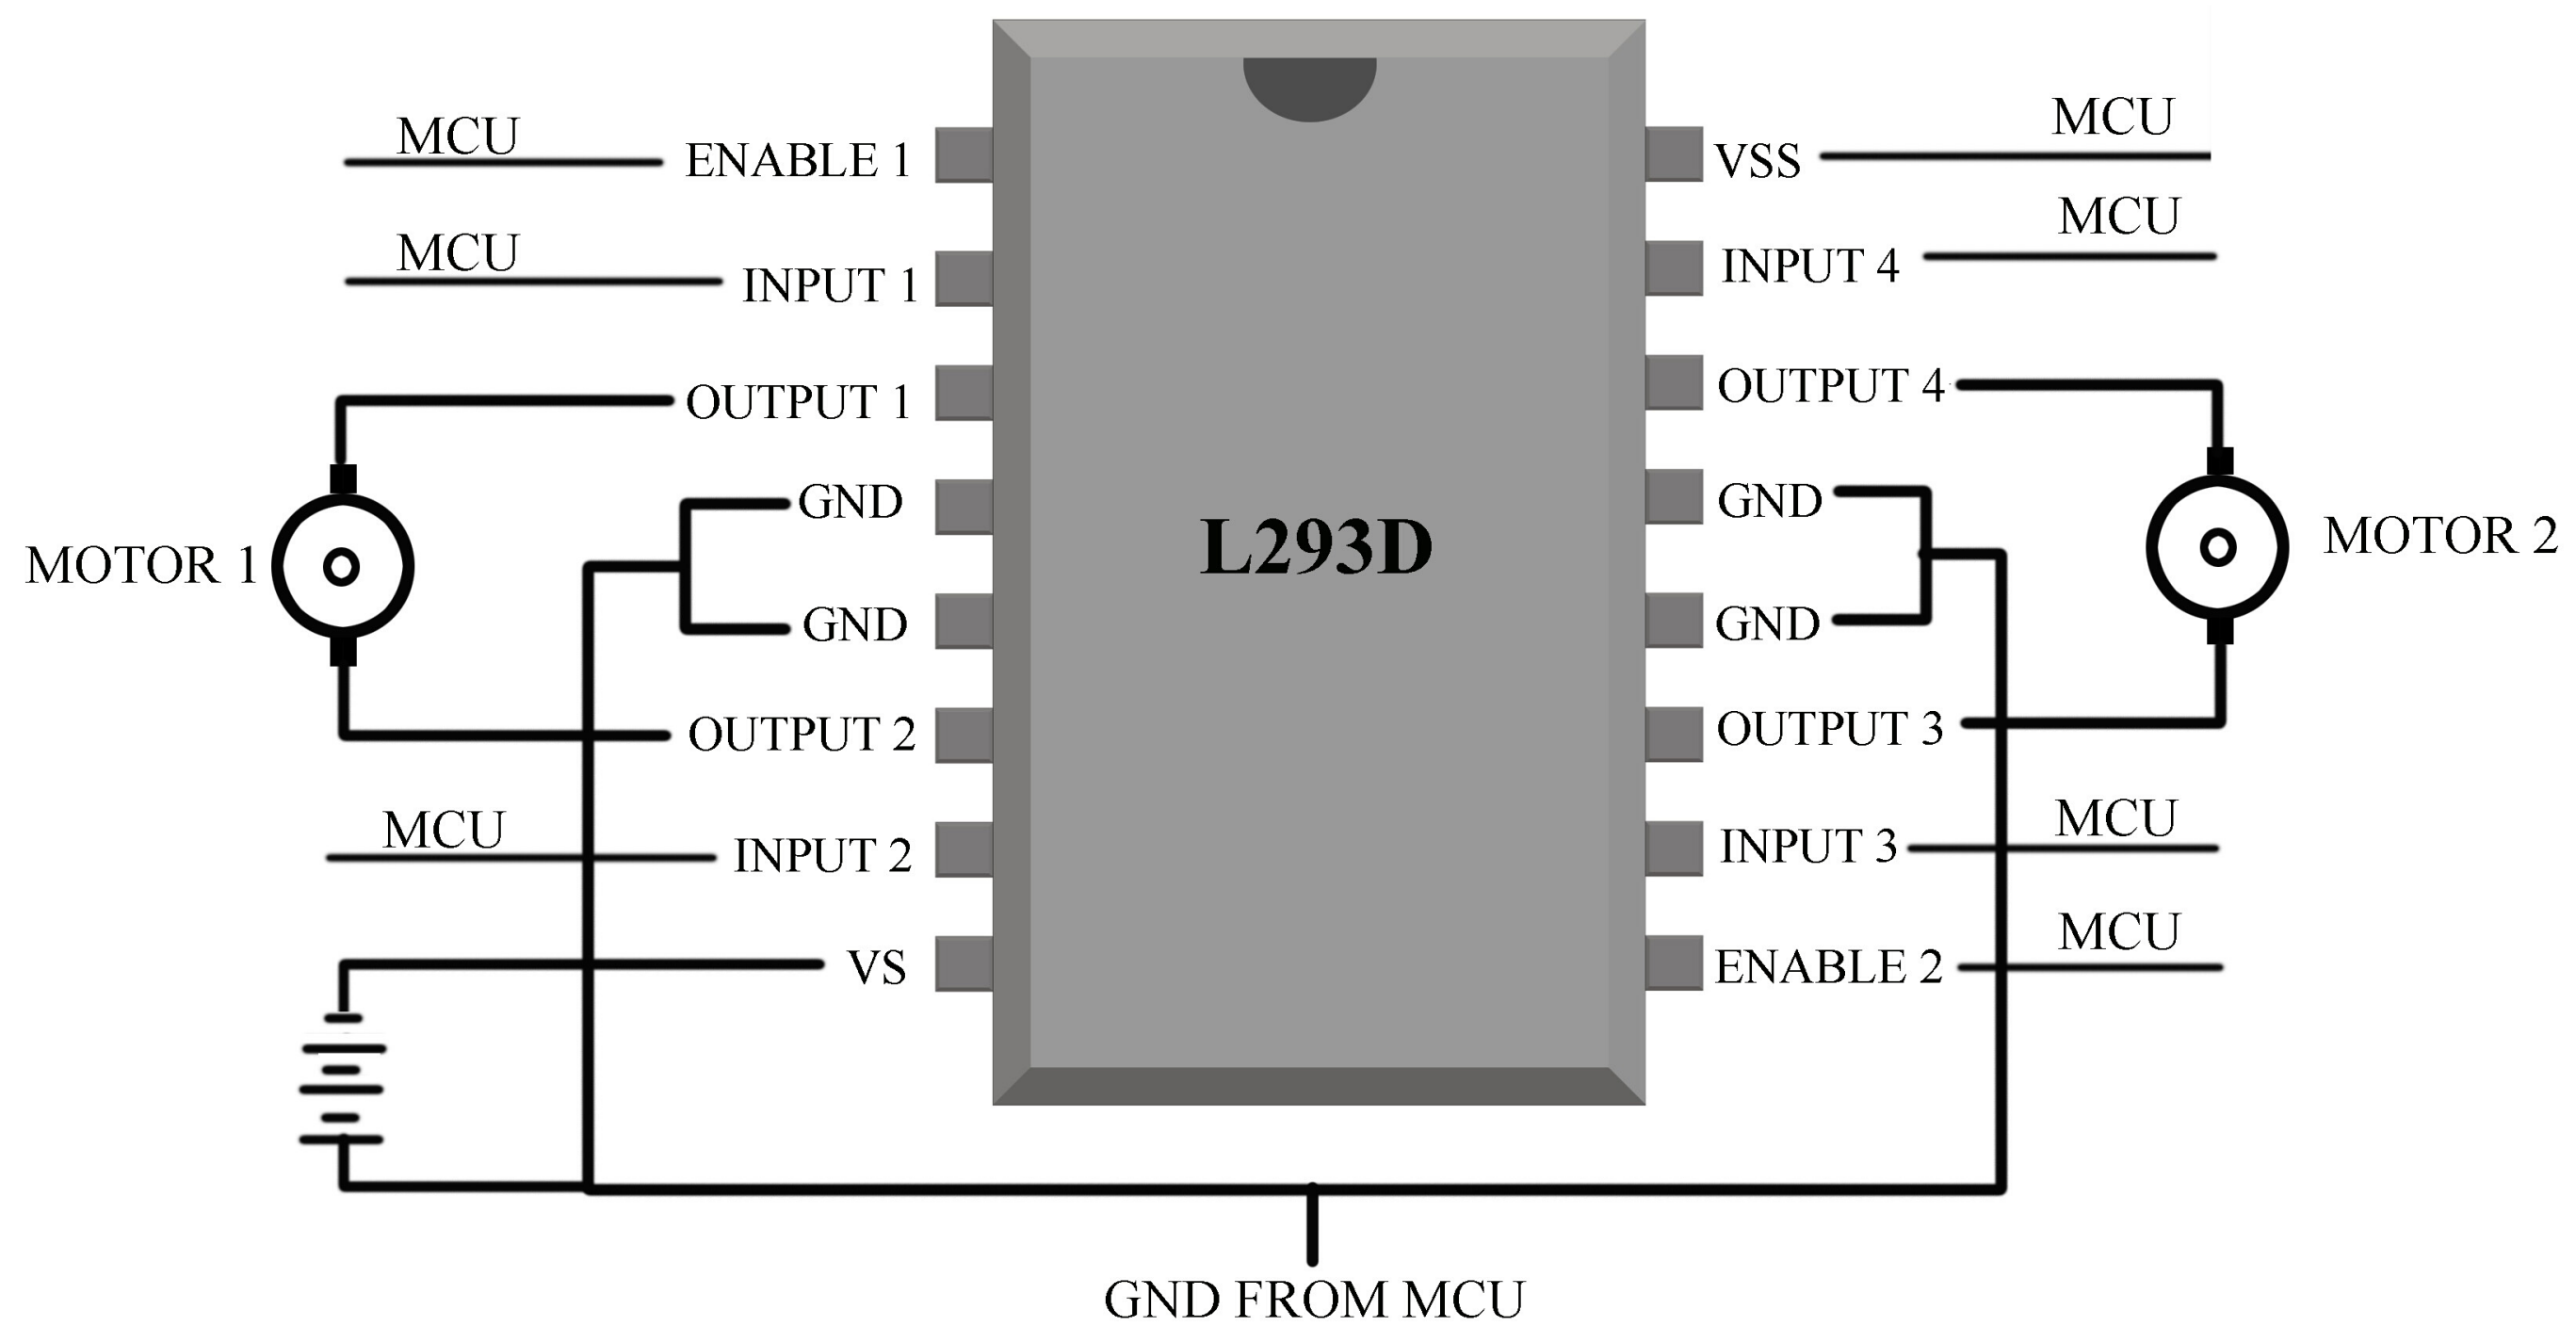 MCU
ENABLE 1
MCU
INPUT 1
OUTPUT 1
MOTOR 1
GND
GND
OUTPUT 2
MCU
INPUT 2
VS
L293D
MCU
VSS
MCU
INPUT 4
OUTPUT 4
GND
MOTOR 2
GND
OUTPUT 3
MCU
INPUT 3
MCU
ENABLE 2
GND FROM MCU